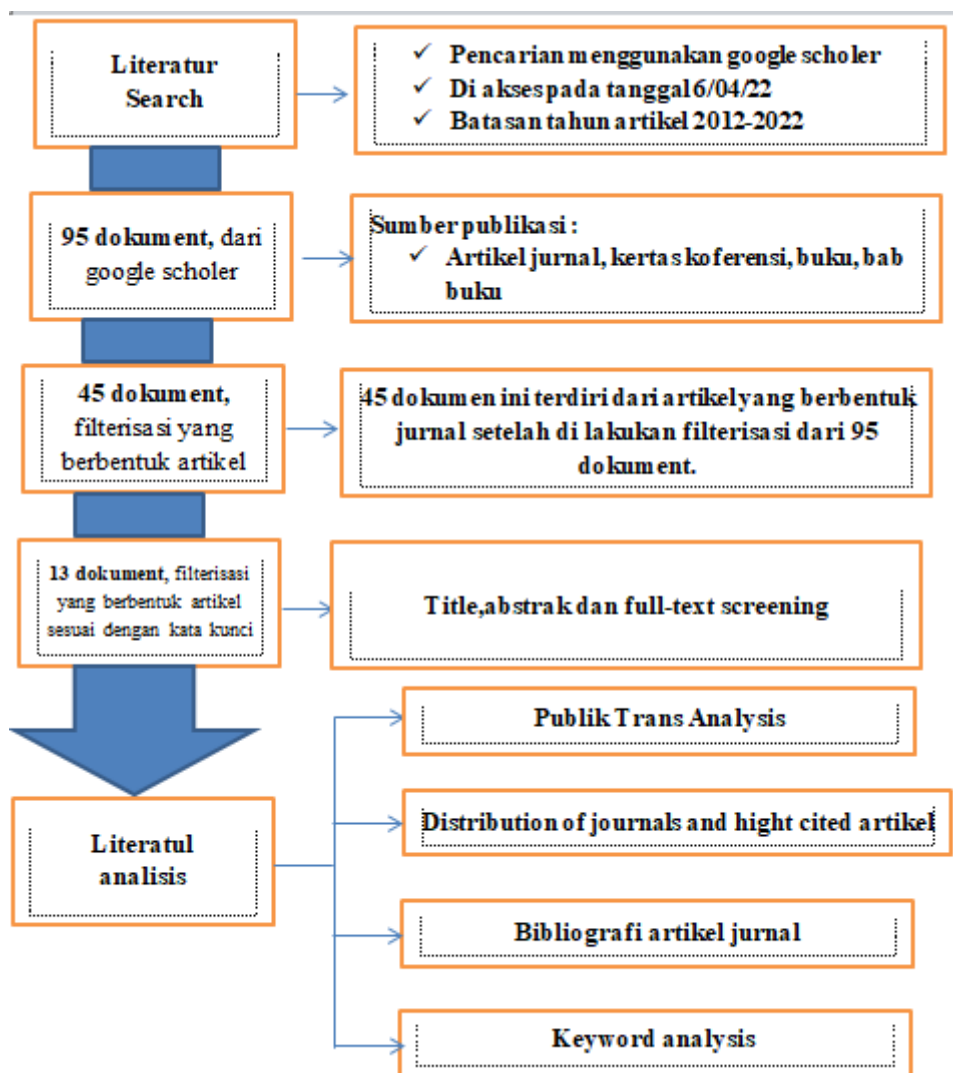 Literatur
Search
✓ Pencarian menggunakan google scholer
✓ Di akses pada tanggal 6/04/22
✓ Batasan tahun artikel 2012-2022
95 dokument, dari
google scholer
Sumber publikasi :
✓ Artikel jurnal, kertas koferensi, buku, bab
buku
45 dokument,
filterisasi yang
berbentuk artikel
45 dokumen ini terdiri dari artikel yang berbentuk
jurnal setelah di lakukan filterisasi dari 95
dokument.
13 dokument, filterisasi
yang berbentuk artikel
sesuai dengan kata kunci
Title,abstrak dan full-text screening
Literatul
analisis
Publik Trans Analysis
Distribution of journals and hight cited artikel
Bibliografi artikel jurnal
Keyword analysis